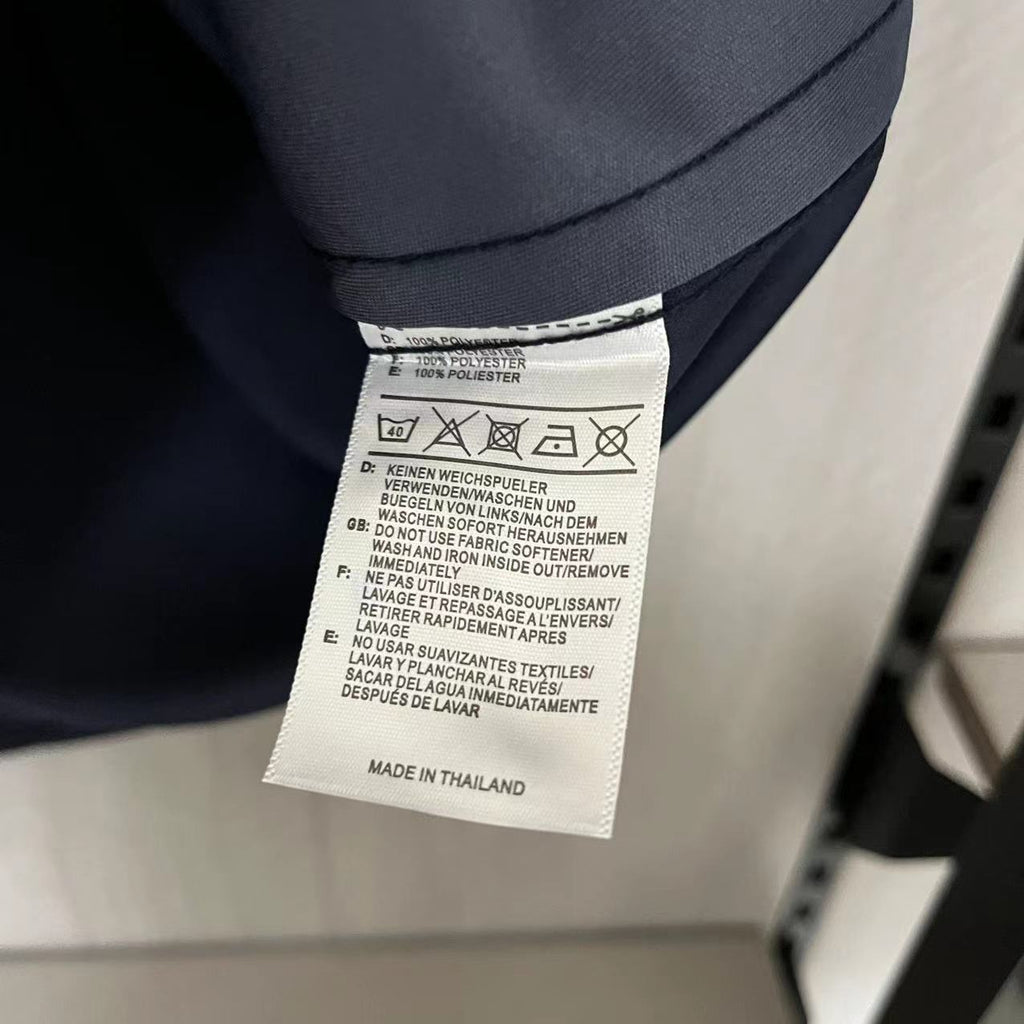 D: 100% POLYESTER
100% POLYESTER
F: 100% POLYESTER
E: 100% POLIESTER
40
D: KEINEN WEICHSPUELER
VERWENDEN/WASCHEN UND
BUEGELN VON LINKS/NACH DEM
WASCHEN SOFORT HERAUSNEHMEN
GB: DO NOT USE FABRIC SOFTENER/
WASH AND IRON INSIDE OUT/REMOVE
IMMEDIATELY
F: NE PAS UTILISER D'ASSOUPLISSANT/
LAVAGE ET REPASSAGE A L'ENVERS/
RETIRER RAPIDEMENT APRES
LAVAGE
E: NO USAR SUAVIZANTES TEXTILES/
LAVAR Y PLANCHAR AL REVÉS/
SACAR DEL AGUA INMEDIATAMENTE
DESPUÉS DE LAVAR
MADE IN THAILAND